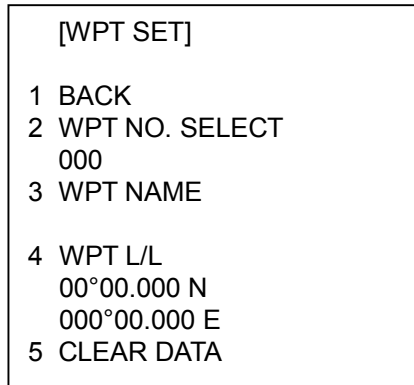 [WPT SET]
1 BACK
2 WPT NO. SELECT
000
3 WPT NAME
4 WPT L/L
00°00.000 N
000°00.000 E
5 CLEAR DATA